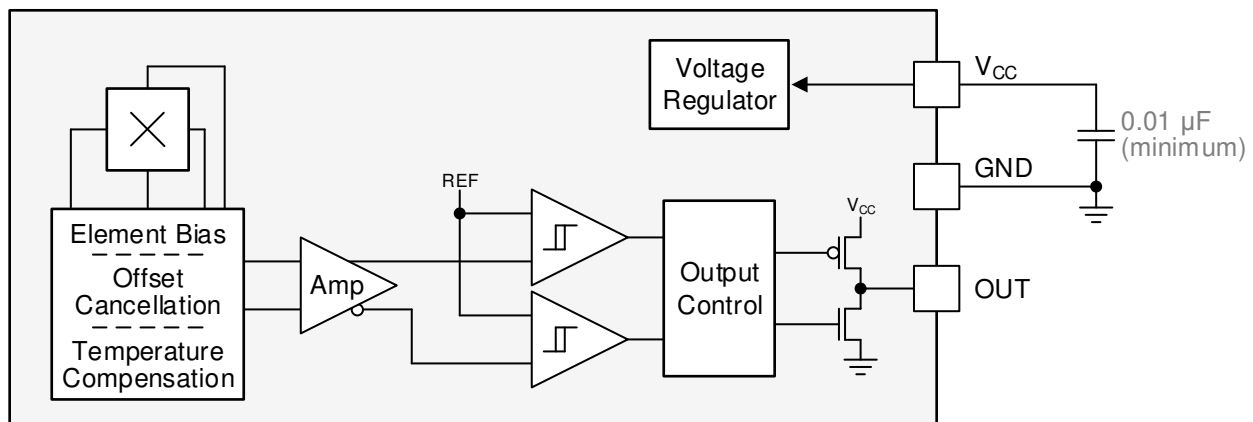 Voltage
Regulator
V_CC
0.01 µF
(minimum)
GND
REF
Element Bias
Offset
Cancellation
Temperature
Compensation
Amp
Output
Control
V_CC
OUT